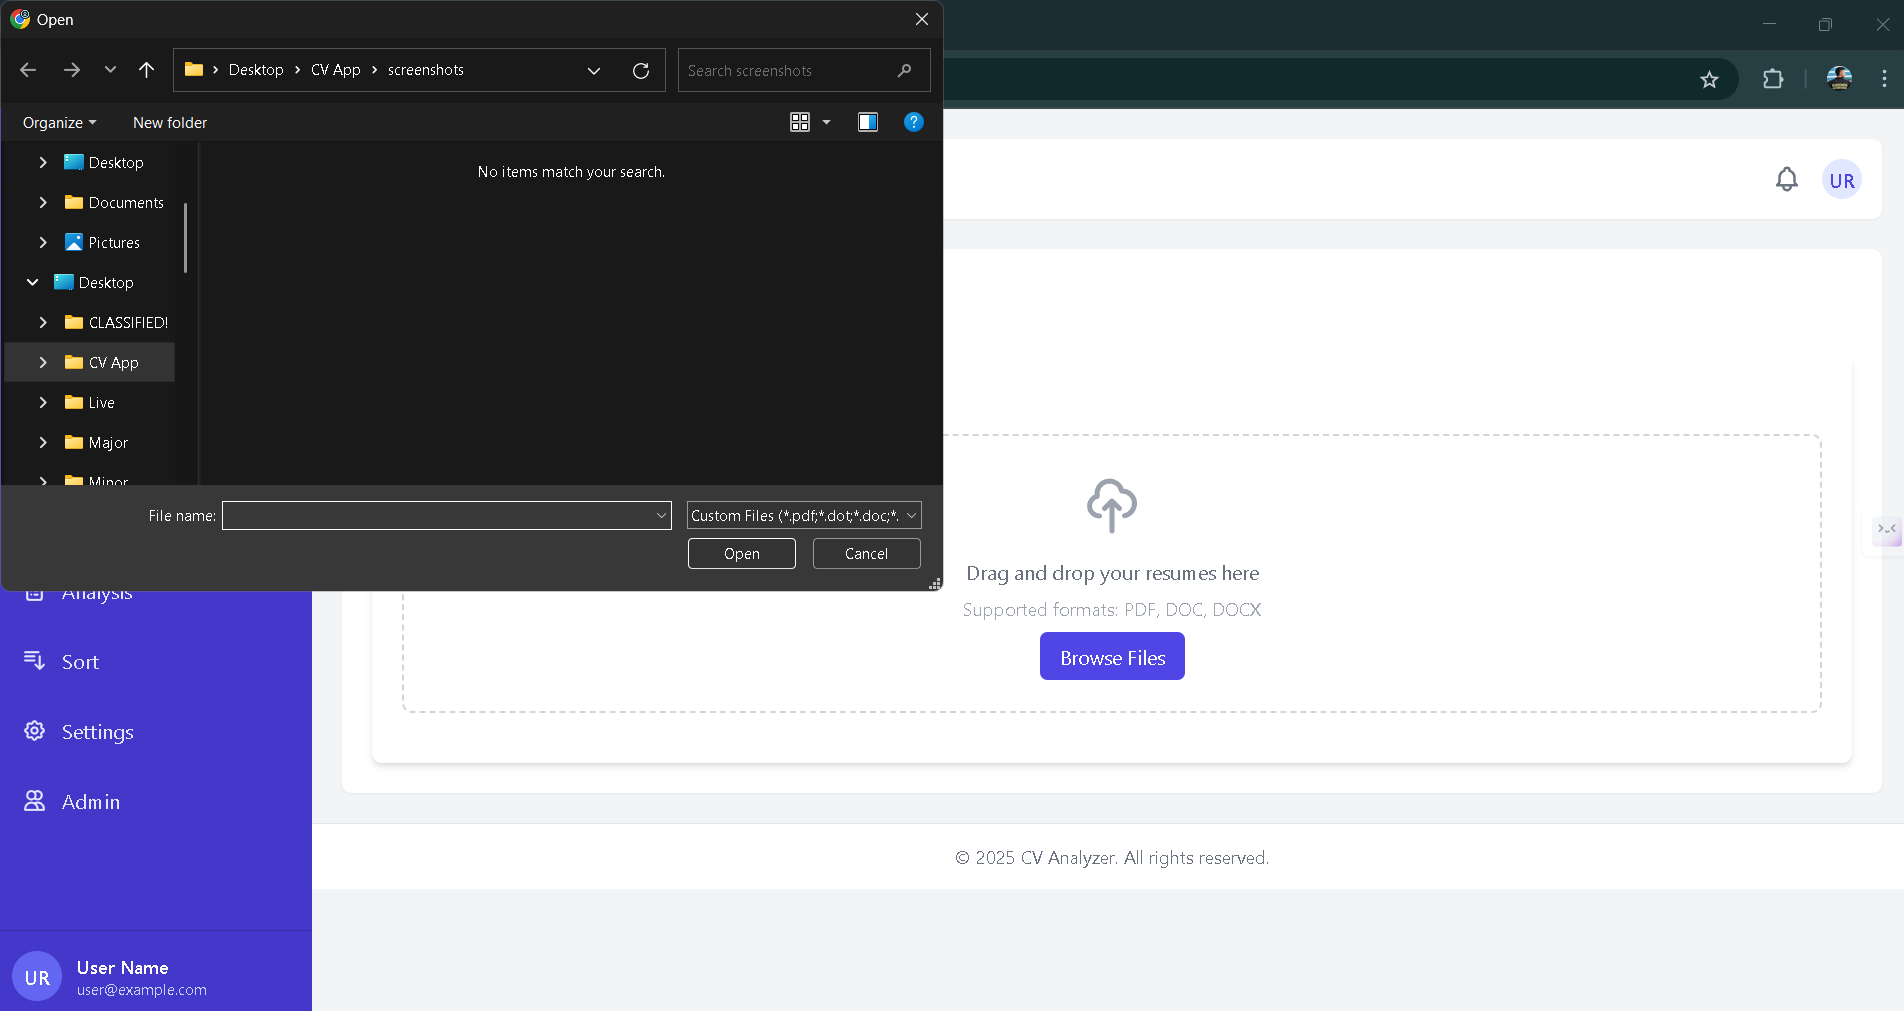 Open
Desktop
CV App
screenshots
Search screenshots
Organize
New folder
Desktop
Documents
Pictures
Desktop
CLASSIFIED!
CV App
Live
Major
Minor
No items match your search.
File name:
Custom Files (*.pdf;*.dot;*.doc;*.
Open
Cancel
UR
Drag and drop your resumes here
Supported formats: PDF, DOC, DOCX
Browse Files
Analysis
Sort
Settings
Admin
© 2025 CV Analyzer. All rights reserved.
UR
User Name
user@example.com